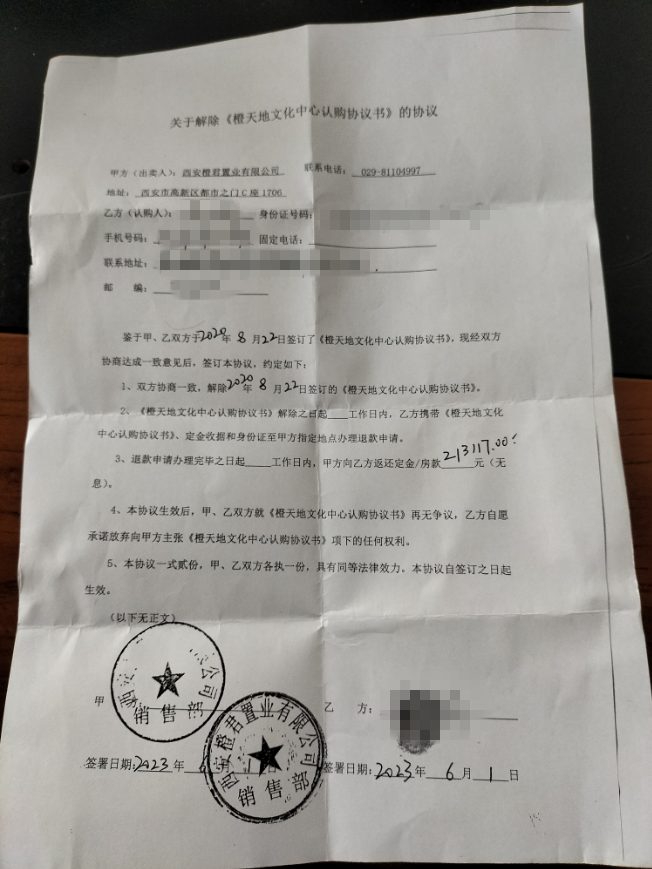 关于解除《橙天地文化中心认购协议书》的协议
甲方（出卖人）：西安橙君置业有限公司 联系电话：029-81104997
地址：西安市高新区都市之门C座1706
乙方（认购人）： 身份证号码：
手机号码： 固定电话：
联系地址：
邮 编：
鉴于甲、乙双方于2020年8月22日签订了《橙天地文化中心认购协议书》，现经双方
协商达成一致意见后，签订本协议，约定如下：
1、双方协商一致，解除2020年8月22日签订的《橙天地文化中心认购协议书》。
2、《橙天地文化中心认购协议书》解除之日起____工作日内，乙方携带《橙天地文化
中心认购协议书》、定金收据和身份证至甲方指定地点办理退款申请。
3、退款申请办理完毕之日起____工作日内，甲方向乙方返还定金/房款213117.00元（无
息）。
4、本协议生效后，甲、乙双方就《橙天地文化中心认购协议书》再无争议，乙方自愿
承诺放弃向甲方主张《橙天地文化中心认购协议书》项下的任何权利。
5、本协议一式贰份，甲、乙双方各执一份，具有同等法律效力。本协议自签订之日起
生效。
（以下无正文）
公司
销售部
甲 乙 方：
西安橙君置业有限公司
销售部
签署日期：2023年6 签署日期：2023年6月1日